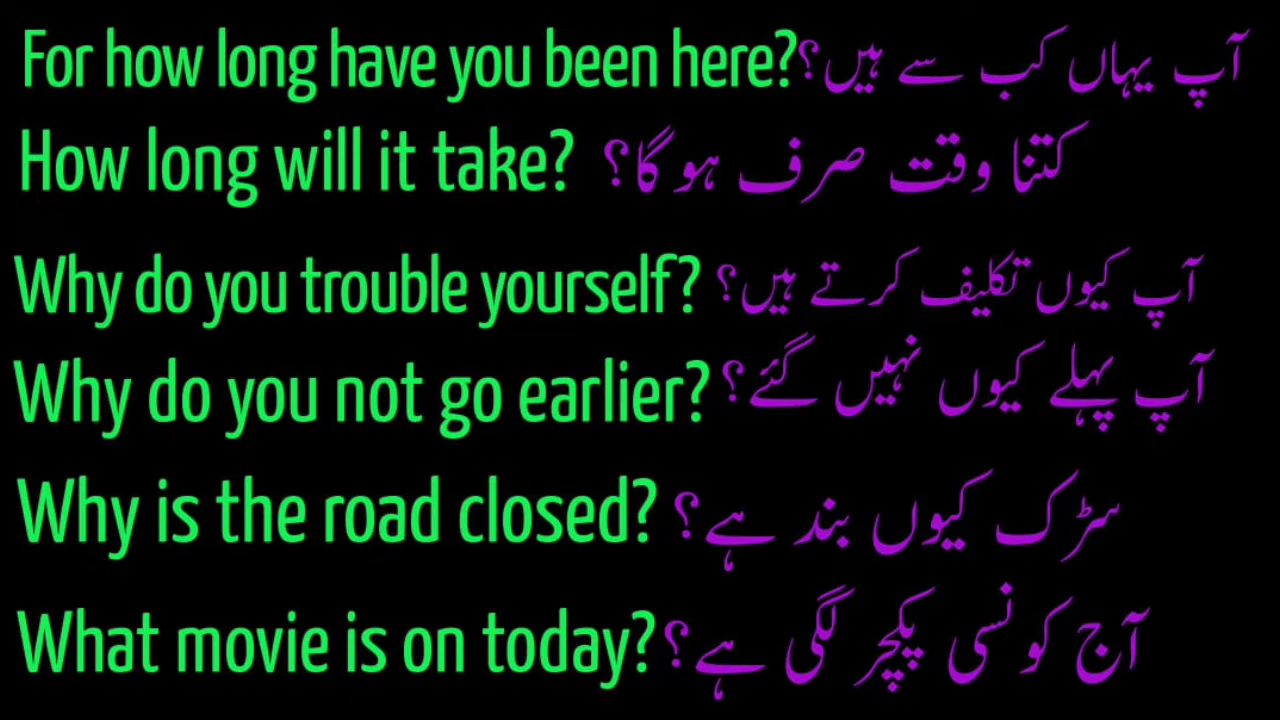 For how long have you been here? آپ یہاں کب سے ہیں؟
How long will it take? کتنا وقت صرف ہو گا؟
Why do you trouble yourself? آپ کیوں تکلیف کرتے ہیں؟
Why do you not go earlier? آپ پہلے کیوں نہیں گئے؟
Why is the road closed? سڑک کیوں بند ہے؟
What movie is on today? آج کونسی پکچر لگی ہے؟